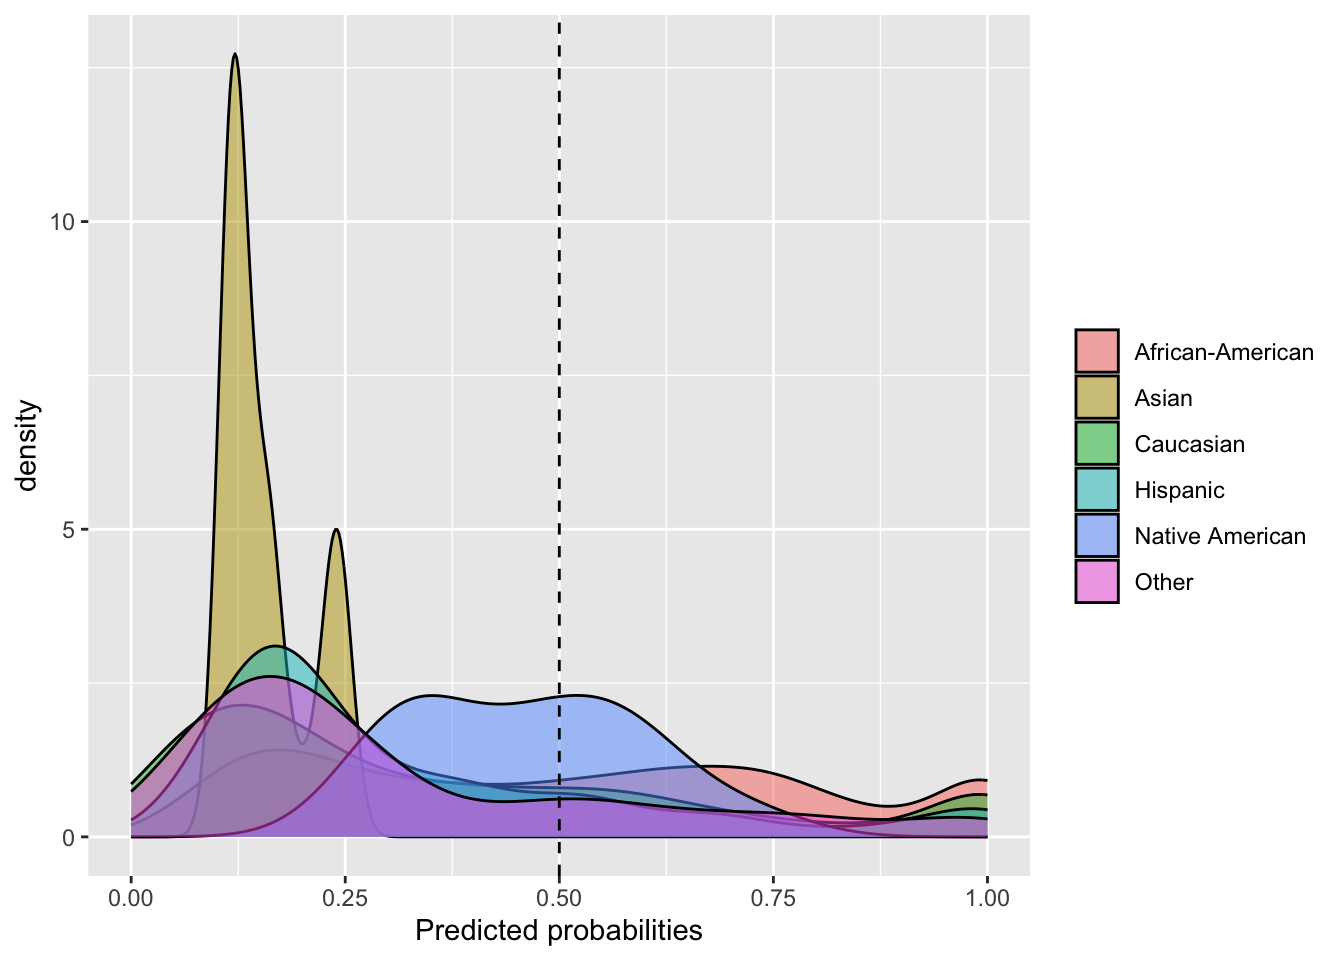 10
5
0
density
0.00 0.25 0.50 0.75 1.00
Predicted probabilities
African-American
Asian
Caucasian
Hispanic
Native American
Other